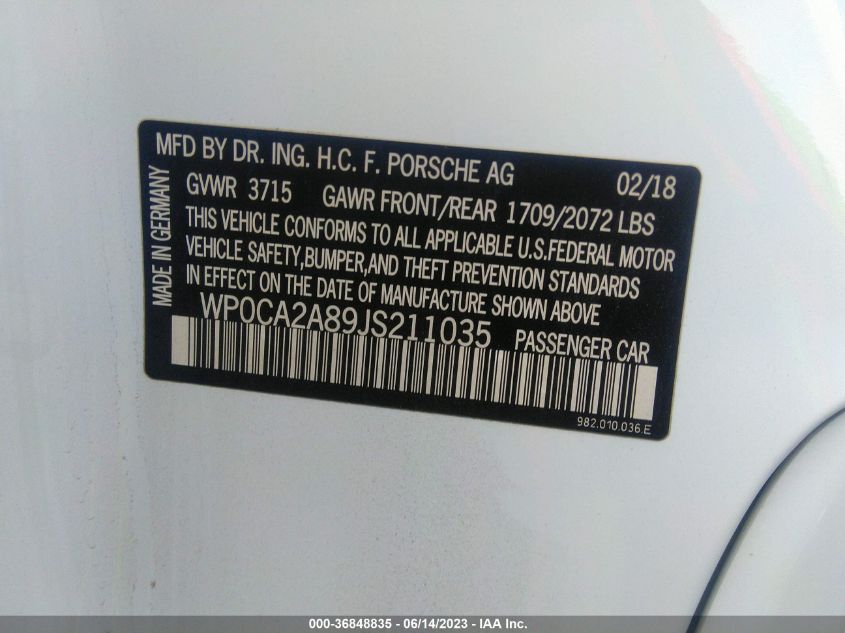 MFD BY DR. ING. H.C. F. PORSCHE AG 02/18
MADE IN GERMANY
GVWR 3715 GAWR FRONT/REAR 1709/2072 LBS
THIS VEHICLE CONFORMS TO ALL APPLICABLE U.S.FEDERAL MOTOR
VEHICLE SAFETY,BUMPER,AND THEFT PREVENTION STANDARDS
IN EFFECT ON THE DATE OF MANUFACTURE SHOWN ABOVE
WP0CA2A89JS211035 PASSENGER CAR
982.010.036.E
000-36848835 - 06/14/2023 - IAA Inc.